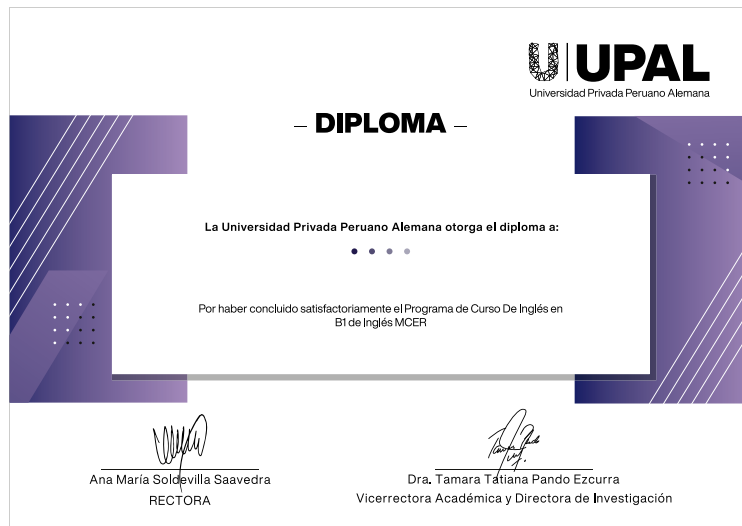 UPAL
Universidad Privada Peruano Alemana
– DIPLOMA –
La Universidad Privada Peruano Alemana otorga el diploma a:
Por haber concluido satisfactoriamente el Programa de Curso De Inglés en
B1 de Inglés MCER
Ana María Soldevilla Saavedra
RECTORA
Dra. Tamara Tatiana Pando Ezcurra
Vicerrectora Académica y Directora de Investigación